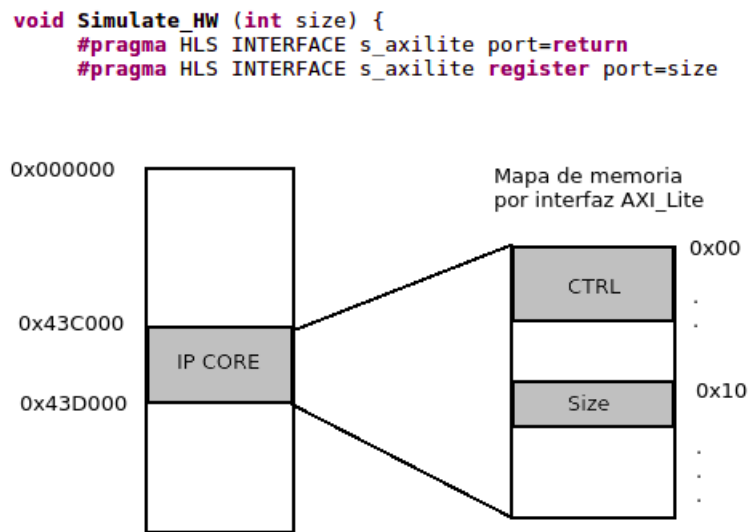 void Simulate_HW (int size) {
#pragma HLS INTERFACE s_axilite port=return
#pragma HLS INTERFACE s_axilite register port=size
0x000000
Mapa de memoria
por interfaz AXI_Lite
0x00
CTRL
.
.
0x43C000
IP CORE
0x43D000
0x10
Size
.
.
.